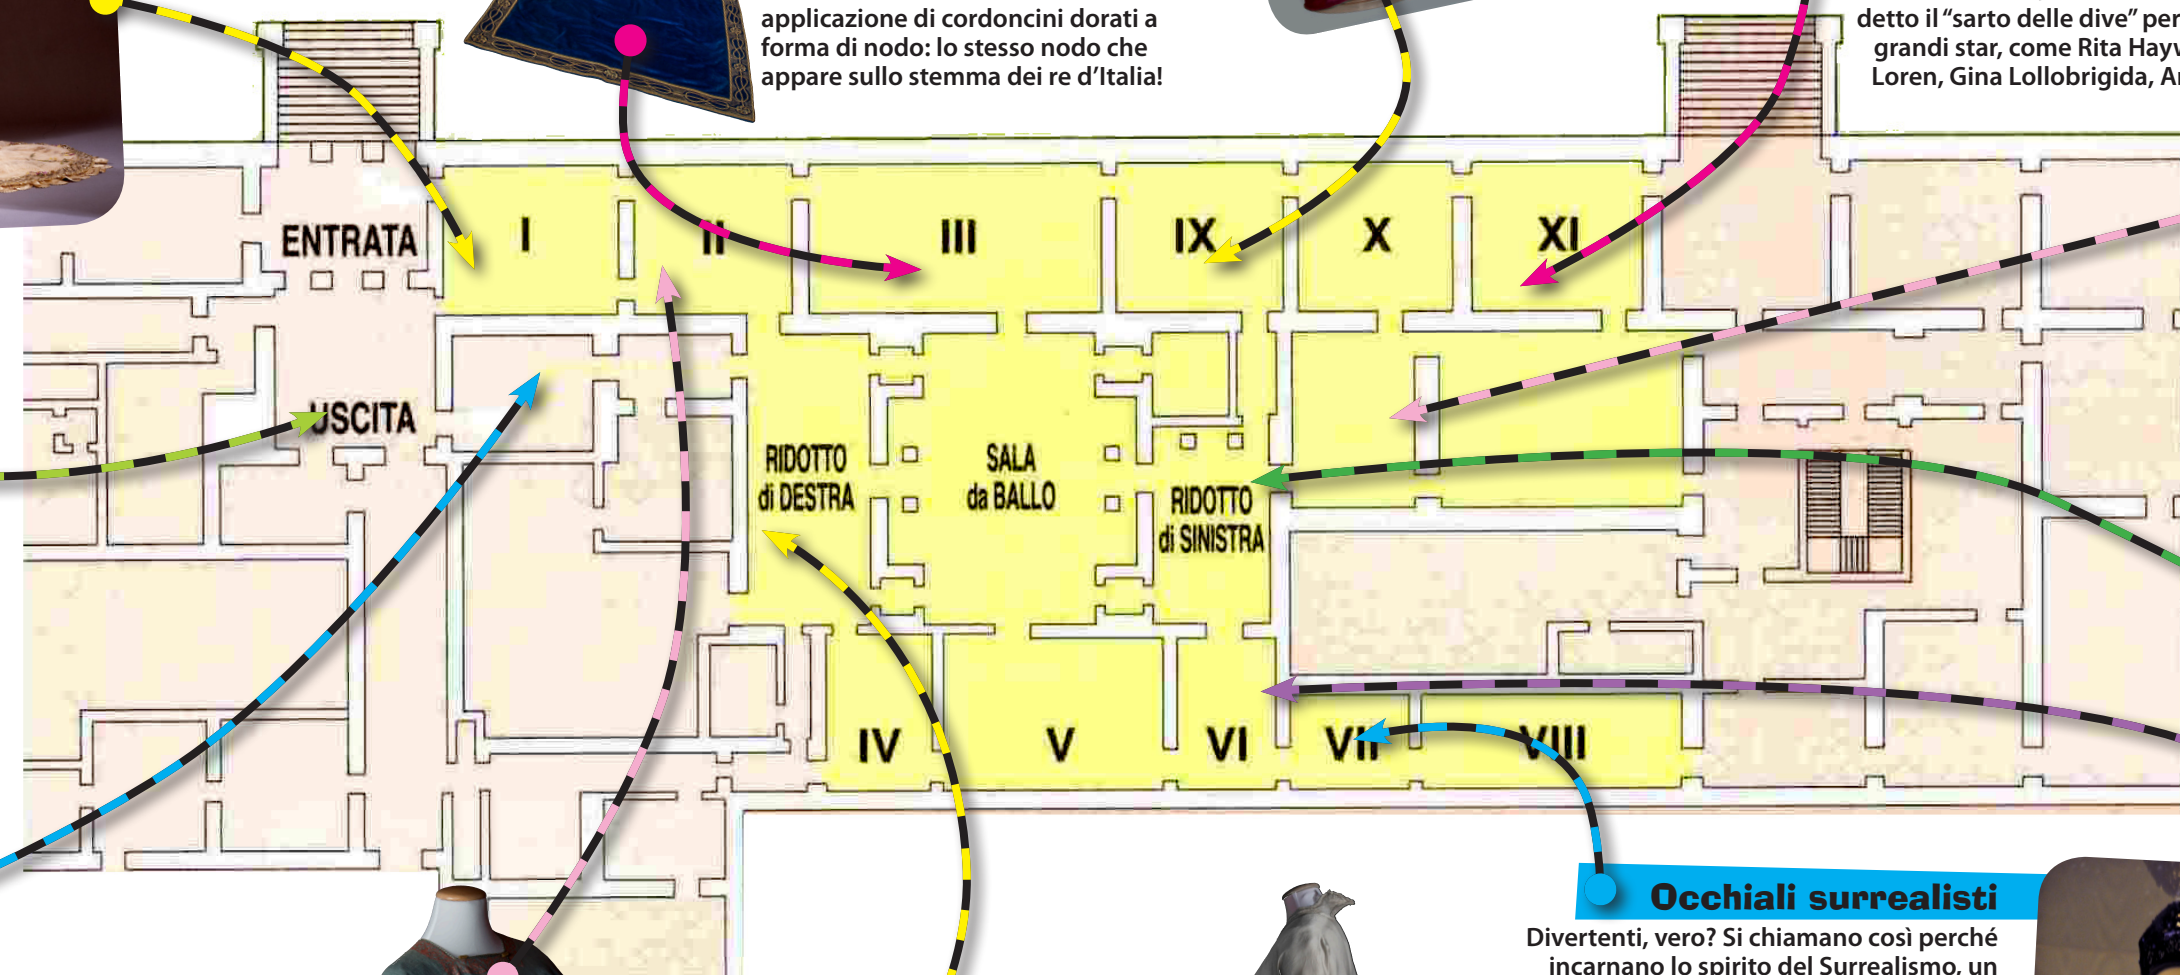 applicazione di cordoncini dorati a
forma di nodo: lo stesso nodo che
appare sullo stemma dei re d’Italia!
detto il “sarto delle dive” per
grandi star, come Rita
Loren, Gina Lollobrigida,
ENTRATA
I
II
III
IX
X
XI
USCITA
RIDOTTO
di DESTRA
SALA
da BALLO
RIDOTTO
di SINISTRA
IV
V
VI
VII
VIII
Occhiali surrealisti
Divertenti, vero? Si chiamano così perché
incarnano lo spirito del Surrealismo, un